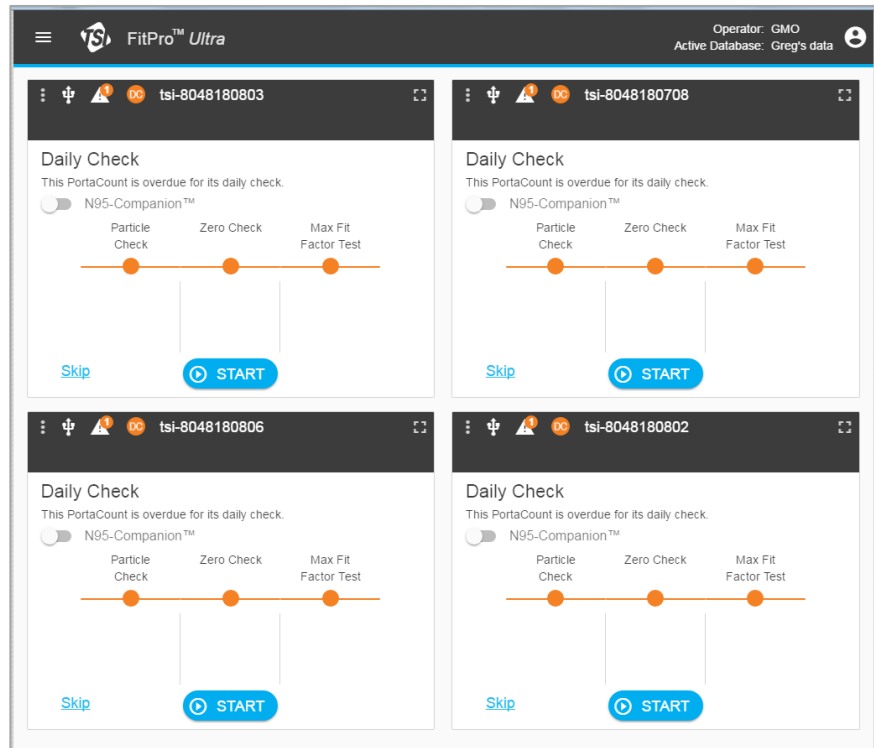 TSI FitPro™ Ultra
Operator: GMO
Active Database: Greg's data
1 DC tsi-8048180803
Daily Check
This PortaCount is overdue for its daily check.
N95-Companion™
Particle Check
Zero Check
Max Fit Factor Test
Skip
START
1 DC tsi-8048180708
Daily Check
This PortaCount is overdue for its daily check.
N95-Companion™
Particle Check
Zero Check
Max Fit Factor Test
Skip
START
1 DC tsi-8048180806
Daily Check
This PortaCount is overdue for its daily check.
N95-Companion™
Particle Check
Zero Check
Max Fit Factor Test
Skip
START
1 DC tsi-8048180802
Daily Check
This PortaCount is overdue for its daily check.
N95-Companion™
Particle Check
Zero Check
Max Fit Factor Test
Skip
START